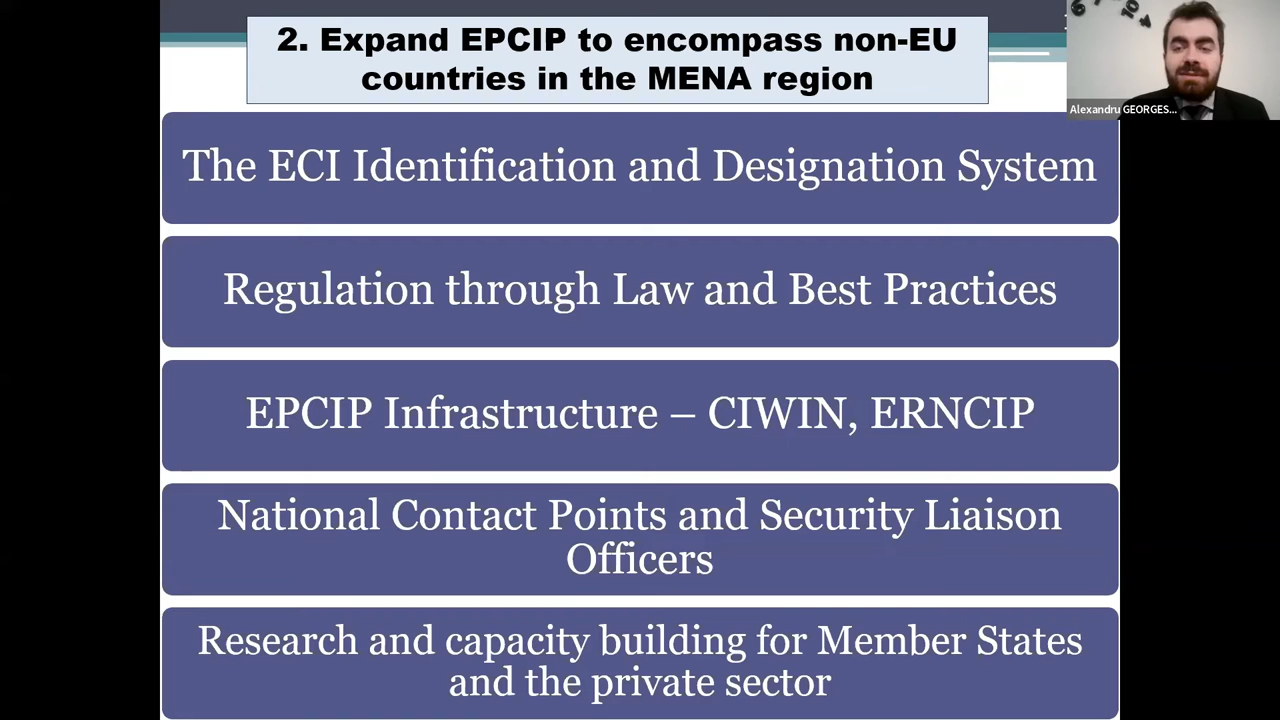 2. Expand EPCIP to encompass non-EU
countries in the MENA region
Alexandru GEORGES...
The ECI Identification and Designation System
Regulation through Law and Best Practices
EPCIP Infrastructure – CIWIN, ERNCIP
National Contact Points and Security Liaison
Officers
Research and capacity building for Member States
and the private sector